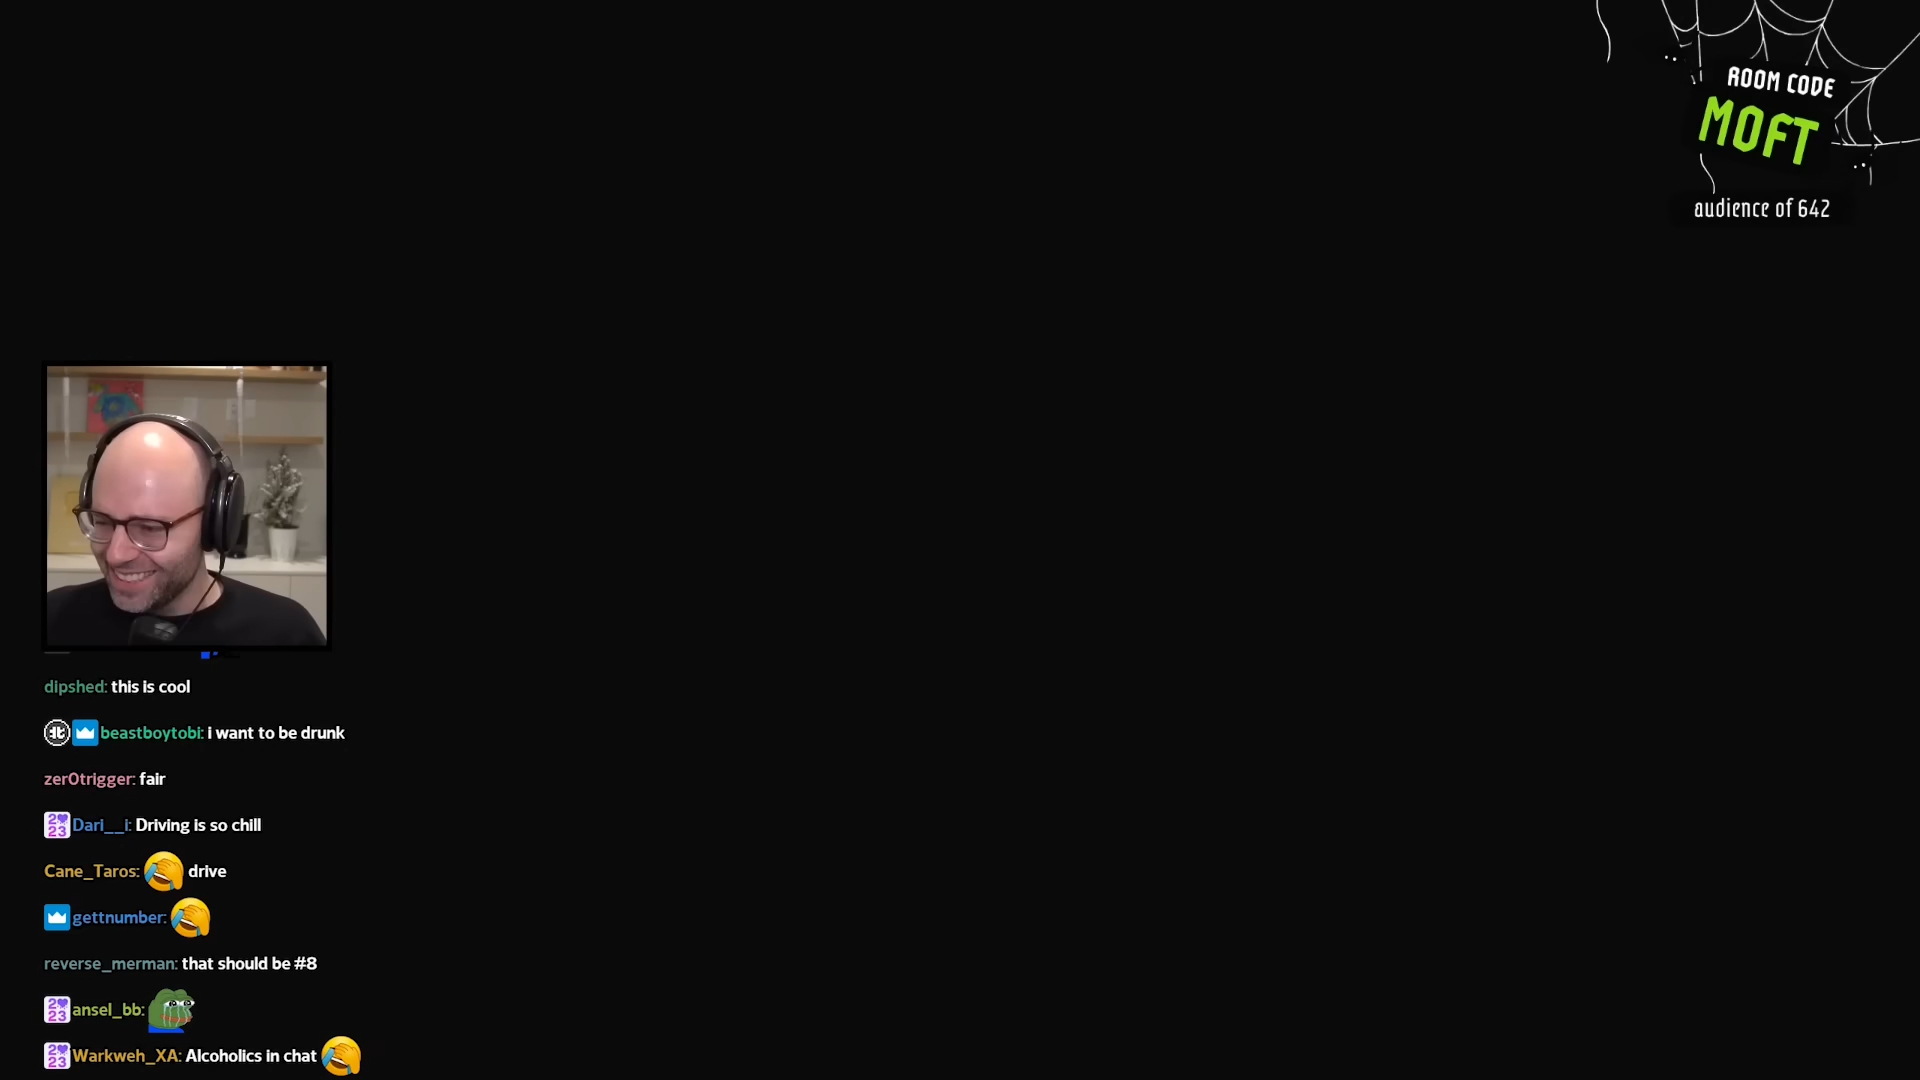 ROOM CODE
MOFT
audience of 642
dipshed: this is cool
beastboytobi: i want to be drunk
zer0trigger: fair
Dari__i: Driving is so chill
Cane_Taros: drive
gettnumber:
reverse_merman: that should be #8
ansel_bb:
Warkweh_XA: Alcoholics in chat